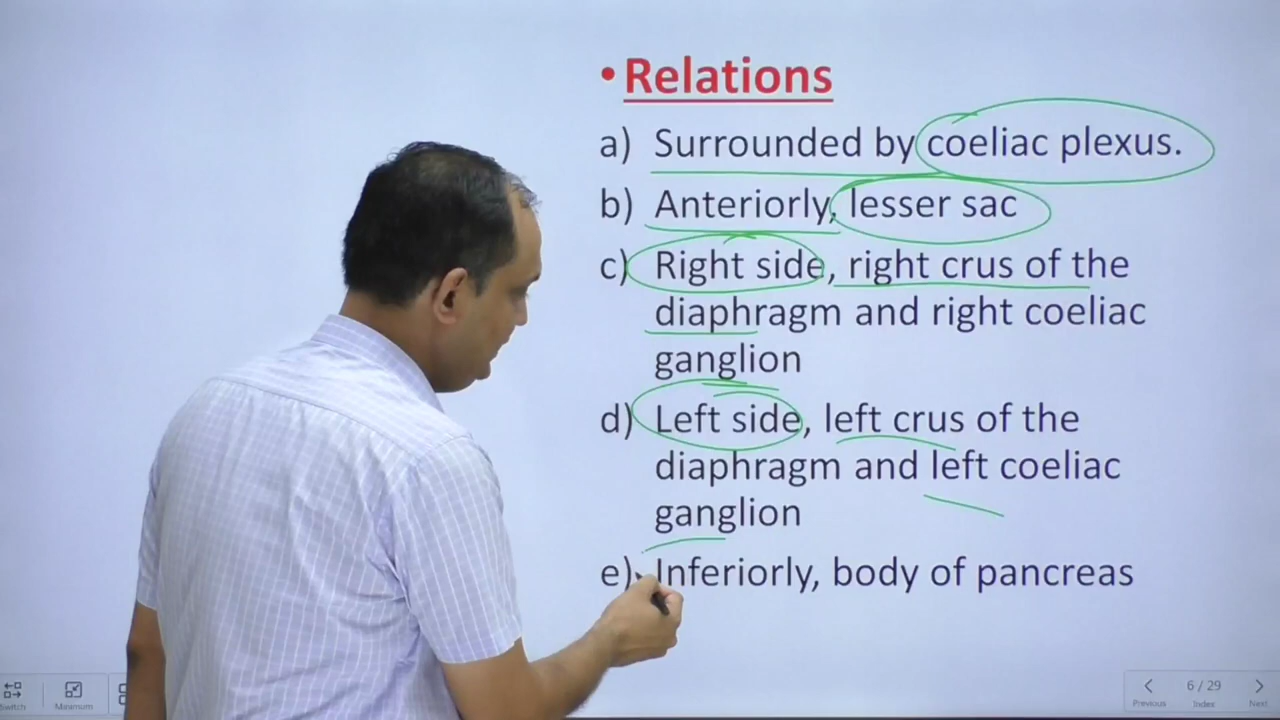 • Relations
a) Surrounded by coeliac plexus.
b) Anteriorly, lesser sac
c) Right side, right crus of the
diaphragm and right coeliac
ganglion
d) Left side, left crus of the
diaphragm and left coeliac
ganglion
e) Inferiorly, body of pancreas
Switch
Minimum
6 / 29
Previous Index Next